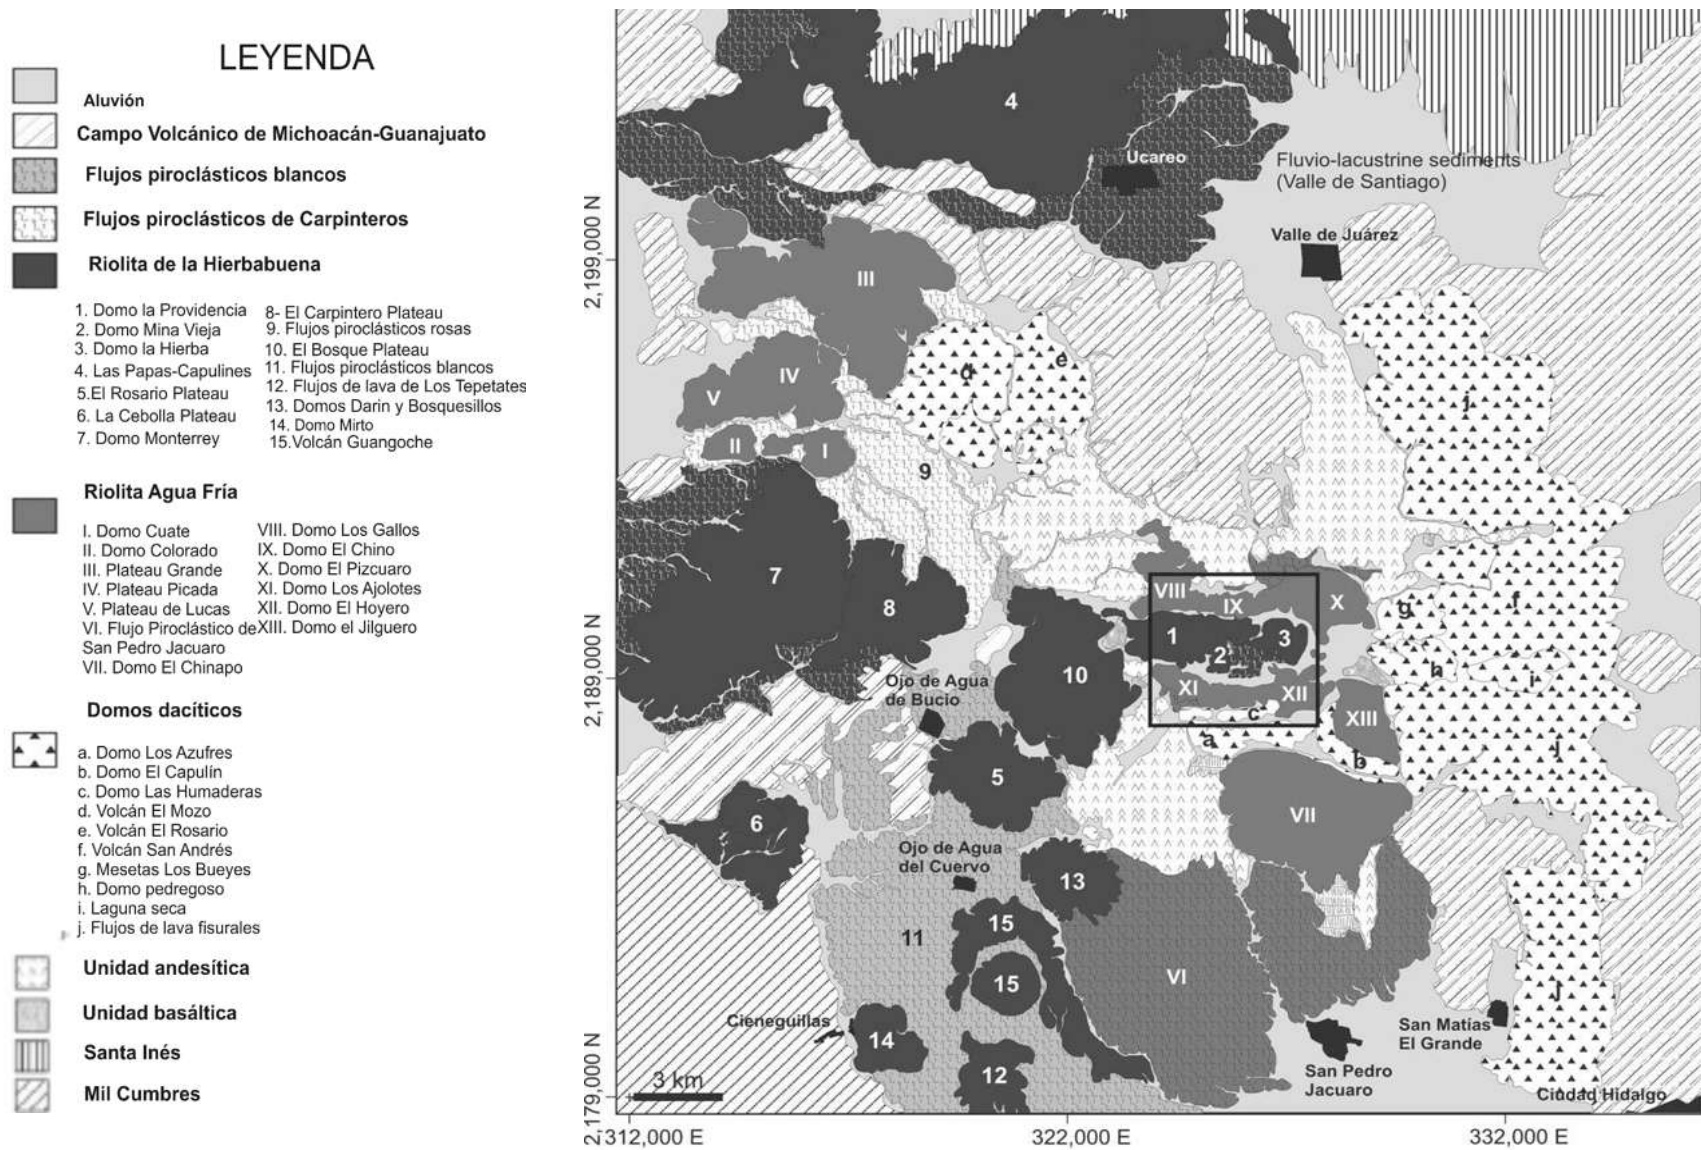 LEYENDA
Aluvión
Campo Volcánico de Michoacán-Guanajuato
Flujos piroclásticos blancos
Flujos piroclásticos de Carpinteros
Riolita de la Hierbabuena
1. Domo la Providencia
2. Domo Mina Vieja
3. Domo la Hierba
4. Las Papas-Capulines
5.El Rosario Plateau
6. La Cebolla Plateau
7. Domo Monterrey
8- El Carpintero Plateau
9. Flujos piroclásticos rosas
10. El Bosque Plateau
11. Flujos piroclásticos blancos
12. Flujos de lava de Los Tepetates
13. Domos Darin y Bosquesillos
14. Domo Mirto
15.Volcán Guangoche
Riolita Agua Fría
I. Domo Cuate
II. Domo Colorado
III. Plateau Grande
IV. Plateau Picada
V. Plateau de Lucas
VI. Flujo Piroclástico de
San Pedro Jacuaro
VII. Domo El Chinapo
VIII. Domo Los Gallos
IX. Domo El Chino
X. Domo El Pizcuaro
XI. Domo Los Ajolotes
XII. Domo El Hoyero
XIII. Domo el Jilguero
Domos dacíticos
a. Domo Los Azufres
b. Domo El Capulín
c. Domo Las Humaderas
d. Volcán El Mozo
e. Volcán El Rosario
f. Volcán San Andrés
g. Mesetas Los Bueyes
h. Domo pedregoso
i. Laguna seca
j. Flujos de lava fisurales
Unidad andesítica
Unidad basáltica
Santa Inés
Mil Cumbres
4
Ucareo
Fluvio-lacustrine sediments
(Valle de Santiago)
Valle de Juárez
2,199,000 N
III
e
d
IV
V
j
II
I
9
7
8
VIII
IX
X
g
f
1
3
2
2,189,000 N
10
Ojo de Agua
de Bucio
XI
XII
h
i
c
XIII
a
b
j
5
6
VII
Ojo de Agua
del Cuervo
13
15
11
VI
15
j
Cieneguillas
14
San Matías
El Grande
12
San Pedro
Jacuaro
3 km
Ciudad Hidalgo
2,179,000 N
2,312,000 E
322,000 E
332,000 E